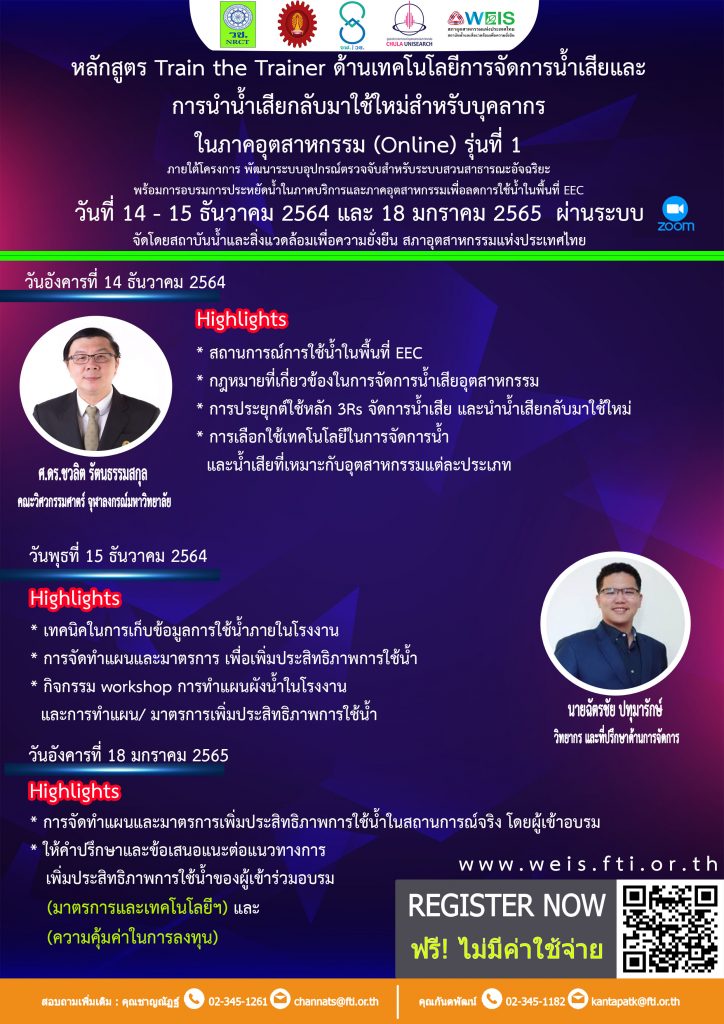 วช.
NRCT
บพข. | วช.
CHULA UNISEARCH
WEIS
หลักสูตร Train the Trainer ด้านเทคโนโลยีการจัดการน้ำเสียและ
การนำน้ำเสียกลับมาใช้ใหม่สำหรับบุคลากร
ในภาคอุตสาหกรรม (Online) รุ่นที่ 1
ภายใต้โครงการ พัฒนาระบบอุปกรณ์ตรวจจับสำหรับระบบสวนสาธารณะอัจฉริยะ
พร้อมการอบรมการประหยัดน้ำในภาคบริการและภาคอุตสาหกรรมเพื่อลดการใช้น้ำในพื้นที่ EEC
วันที่ 14 - 15 ธันวาคม 2564 และ 18 มกราคม 2565 ผ่านระบบ
zoom
จัดโดยสถาบันน้ำและสิ่งแวดล้อมเพื่อความยั่งยืน สภาอุตสาหกรรมแห่งประเทศไทย
วันอังคารที่ 14 ธันวาคม 2564
Highlights
* สถานการณ์การใช้น้ำในพื้นที่ EEC
* กฎหมายที่เกี่ยวข้องในการจัดการน้ำเสียอุตสาหกรรม
* การประยุกต์ใช้หลัก 3Rs จัดการน้ำเสีย และนำน้ำเสียกลับมาใช้ใหม่
* การเลือกใช้เทคโนโลยีในการจัดการน้ำ
และน้ำเสียที่เหมาะกับอุตสาหกรรมแต่ละประเภท
ศ.ดร.ชวลิต รัตนธรรมสกุล
คณะวิศวกรรมศาตร์ จุฬาลงกรณ์มหาวิทยาลัย
วันพุธที่ 15 ธันวาคม 2564
Highlights
* เทคนิคในการเก็บข้อมูลการใช้น้ำภายในโรงงาน
* การจัดทำแผนและมาตรการ เพื่อเพิ่มประสิทธิภาพการใช้น้ำ
* กิจกรรม workshop การทำแผนผังน้ำในโรงงาน
และการทำแผน/ มาตรการเพิ่มประสิทธิภาพการใช้น้ำ
นายฉัตรชัย ปทุมารักษ์
วิทยากร และที่ปรึกษาด้านการจัดการ
วันอังคารที่ 18 มกราคม 2565
Highlights
* การจัดทำแผนและมาตรการเพิ่มประสิทธิภาพการใช้น้ำในสถานการณ์จริง โดยผู้เข้าอบรม
* ให้คำปรึกษาและข้อเสนอแนะต่อแนวทางการ
เพิ่มประสิทธิภาพการใช้น้ำของผู้เข้าร่วมอบรม
(มาตรการและเทคโนโลยีฯ) และ
(ความคุ้มค่าในการลงทุน)
www.weis.fti.or.th
REGISTER NOW
ฟรี! ไม่มีค่าใช้จ่าย
สอบถามเพิ่มเติม : คุณชาญณัฏฐ์ 02-345-1261 channats@fti.or.th
คุณกันตพัฒน์ 02-345-1182 kantapatk@fti.or.th